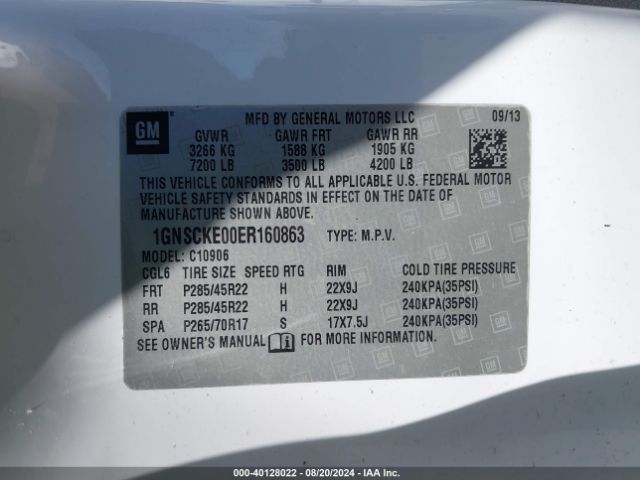 GM
MFD BY GENERAL MOTORS LLC 09/13
GVWR GAWR FRT GAWR RR
3266 KG 1588 KG 1905 KG
7200 LB 3500 LB 4200 LB
THIS VEHICLE CONFORMS TO ALL APPLICABLE U.S. FEDERAL MOTOR
VEHICLE SAFETY STANDARDS IN EFFECT ON THE DATE OF
MANUFACTURE SHOWN ABOVE.
1GNSCKE00ER160863 TYPE: M.P.V.
MODEL: C10906
CGL6 TIRE SIZE SPEED RTG RIM COLD TIRE PRESSURE
FRT P285/45R22 H 22X9J 240KPA(35PSI)
RR P285/45R22 H 22X9J 240KPA(35PSI)
SPA P265/70R17 S 17X7.5J 240KPA(35PSI)
SEE OWNER'S MANUAL FOR MORE INFORMATION.
000-40128022 - 08/20/2024 - IAA Inc.